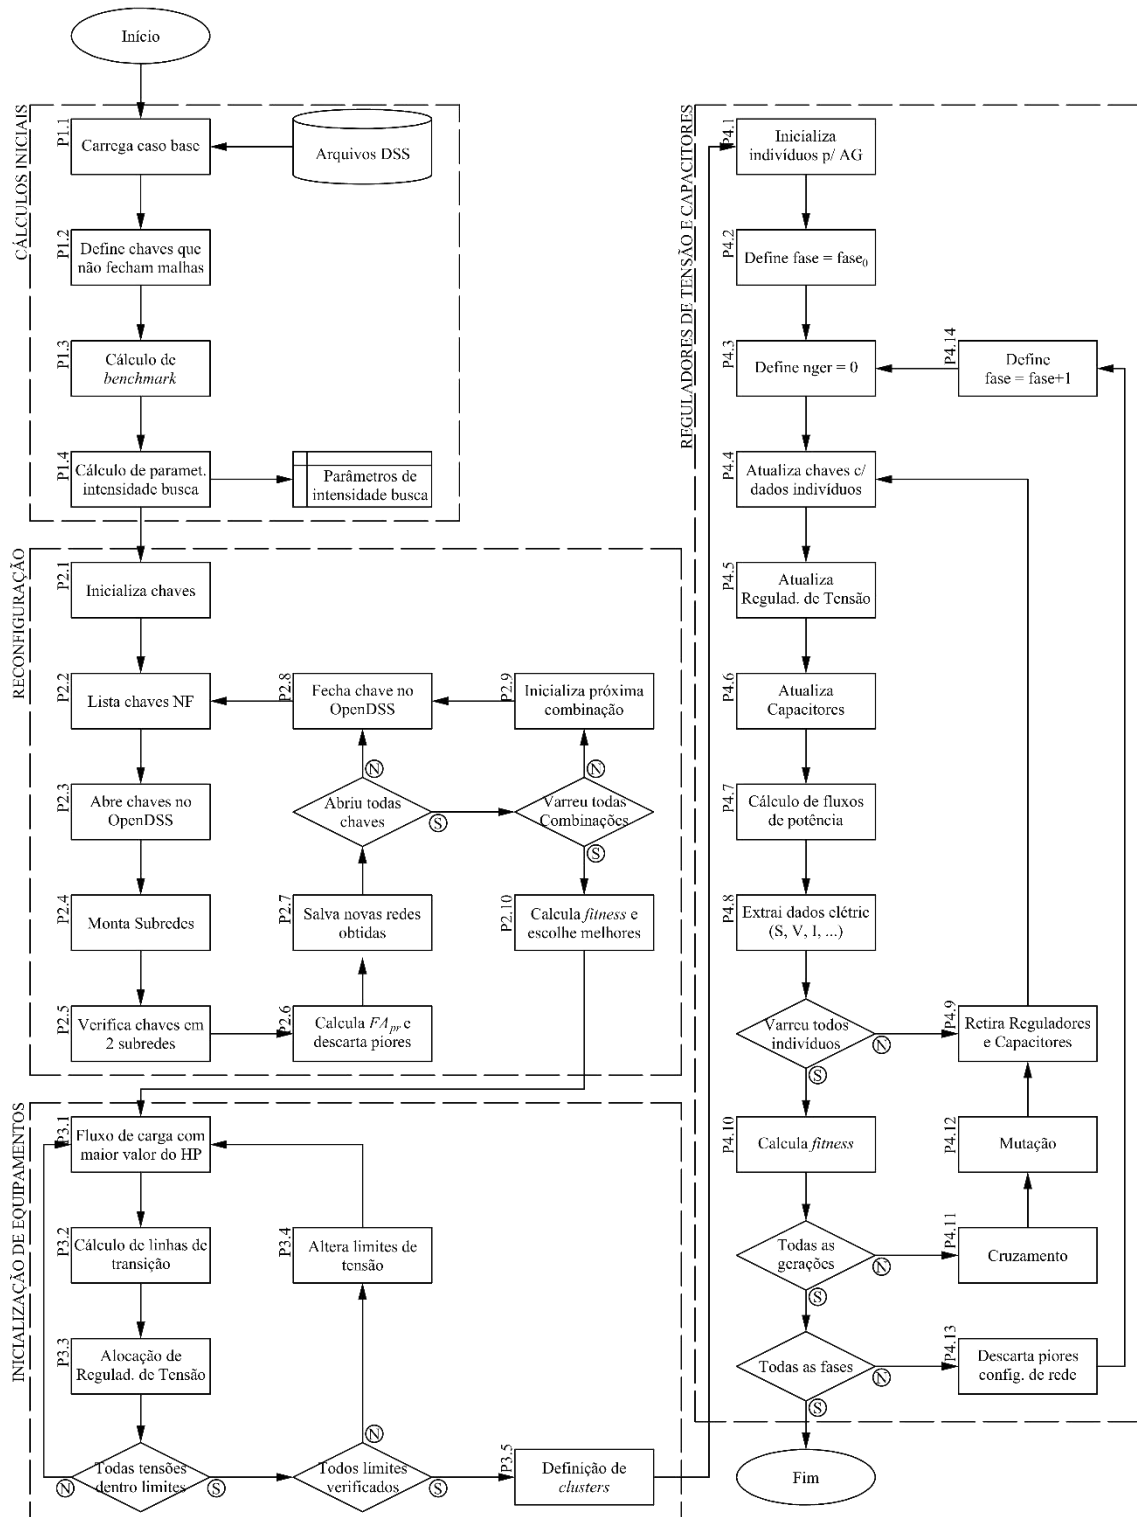 Início
CÁLCULOS INICIAIS
P1.1
Carrega caso base
Arquivos DSS
P1.2
Define chaves que
não fecham malhas
P1.3
Cálculo de
benchmark
P1.4
Cálculo de paramet.
intensidade busca
Parâmetros de
intensidade busca
RECONFIGURAÇÃO
P2.1
Inicializa chaves
P2.2
Lista chaves NF
P2.8
Fecha chave no
OpenDSS
P2.9
Inicializa próxima
combinação
P2.3
Abre chaves no
OpenDSS
N
Abriu todas
chaves
S
N
Varreu todas
Combinações
S
P2.4
Monta Subredes
P2.7
Salva novas redes
obtidas
P2.10
Calcula fitness e
escolhe melhores
P2.5
Verifica chaves em
2 subredes
P2.6
Calcula FApr e
descarta piores
INICIALIZAÇÃO DE EQUIPAMENTOS
P3.1
Fluxo de carga com
maior valor do HP
P3.2
Cálculo de linhas de
transição
P3.4
Altera limites de
tensão
P3.3
Alocação de
Regulad. de Tensão
N
Todas tensões
dentro limites
N
S
Todos limites
verificados
S
P3.5
Definição de
clusters
REGULADORES DE TENSÃO E CAPACITORES
P4.1
Inicializa
indivíduos p/ AG
P4.2
Define fase = fase0
P4.3
Define nger = 0
P4.14
Define
fase = fase+1
P4.4
Atualiza chaves c/
dados indivíduos
P4.5
Atualiza
Regulad. de Tensão
P4.6
Atualiza
Capacitores
P4.7
Cálculo de fluxos
de potência
P4.8
Extrai dados elétric
(S, V, I, ...)
Varreu todos
indivíduos
N
S
P4.9
Retira Reguladores
e Capacitores
P4.10
Calcula fitness
P4.12
Mutação
Todas as
gerações
N
S
P4.11
Cruzamento
Todas as fases
N
S
P4.13
Descarta piores
config. de rede
Fim